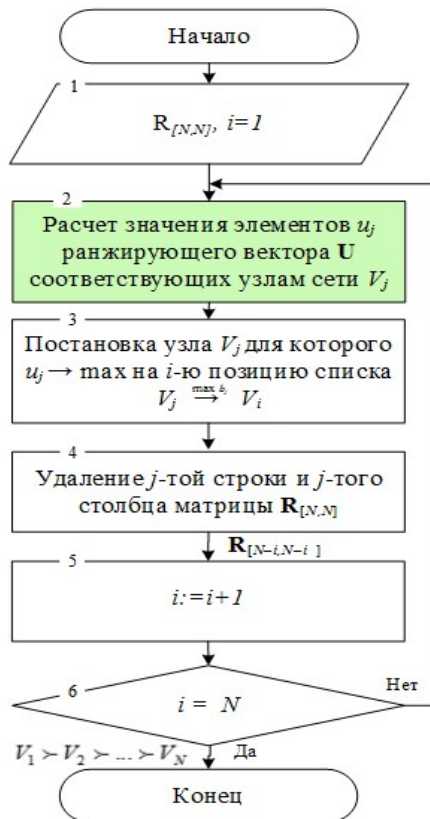 Начало
1
R[N,N], i=1
2
Расчет значения элементов uj
ранжирующего вектора U
соответствующих узлам сети Vj
3
Постановка узла Vj для которого
uj → max на i-ю позицию списка
Vj ⟶ Vi
4
Удаление j-той строки и j-того
столбца матрицы R[N,N]
R[N−i,N−i ]
5
i:=i+1
6
i = N
Нет
V1 ≻ V2 ≻ ... ≻ VN
Да
Конец